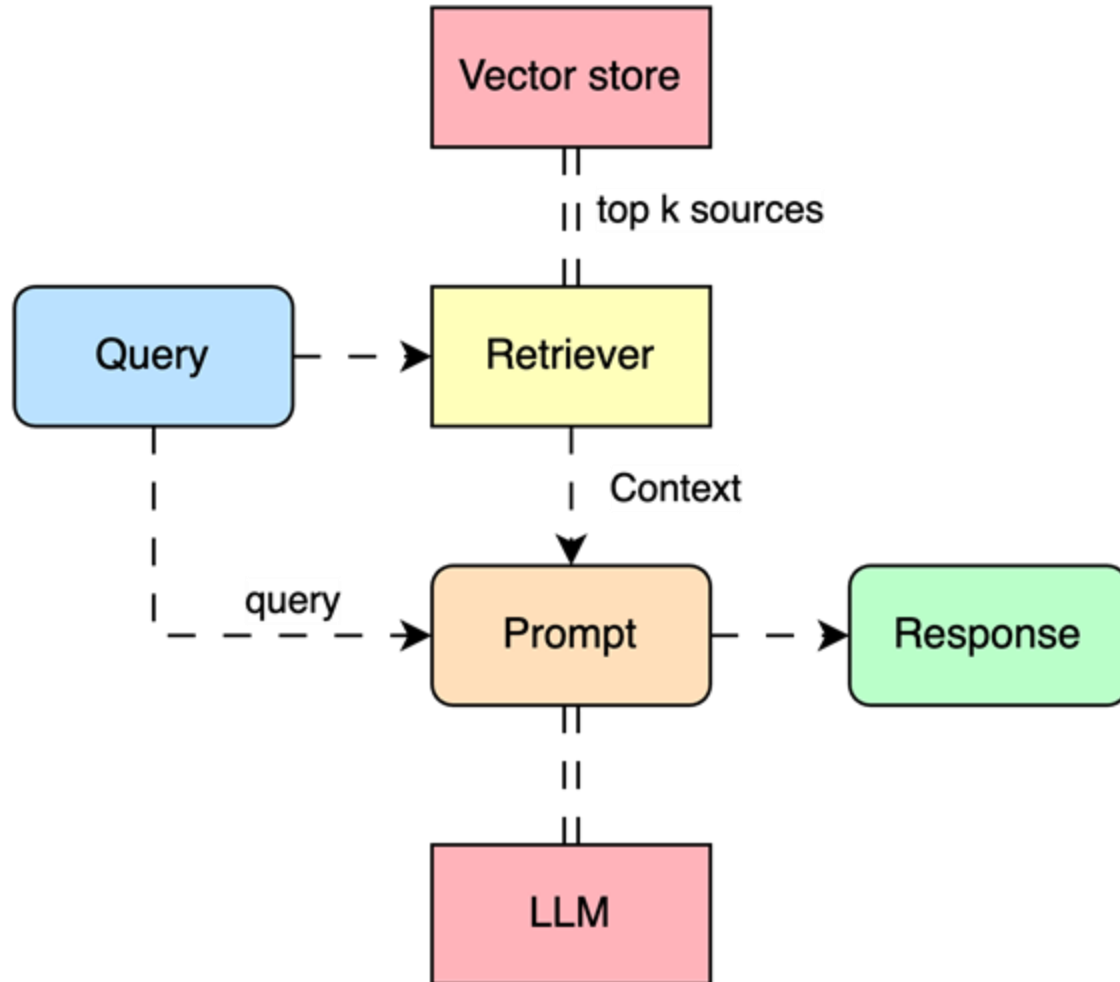 Vector store
top k sources
Query
Retriever
Context
query
Prompt
Response
LLM